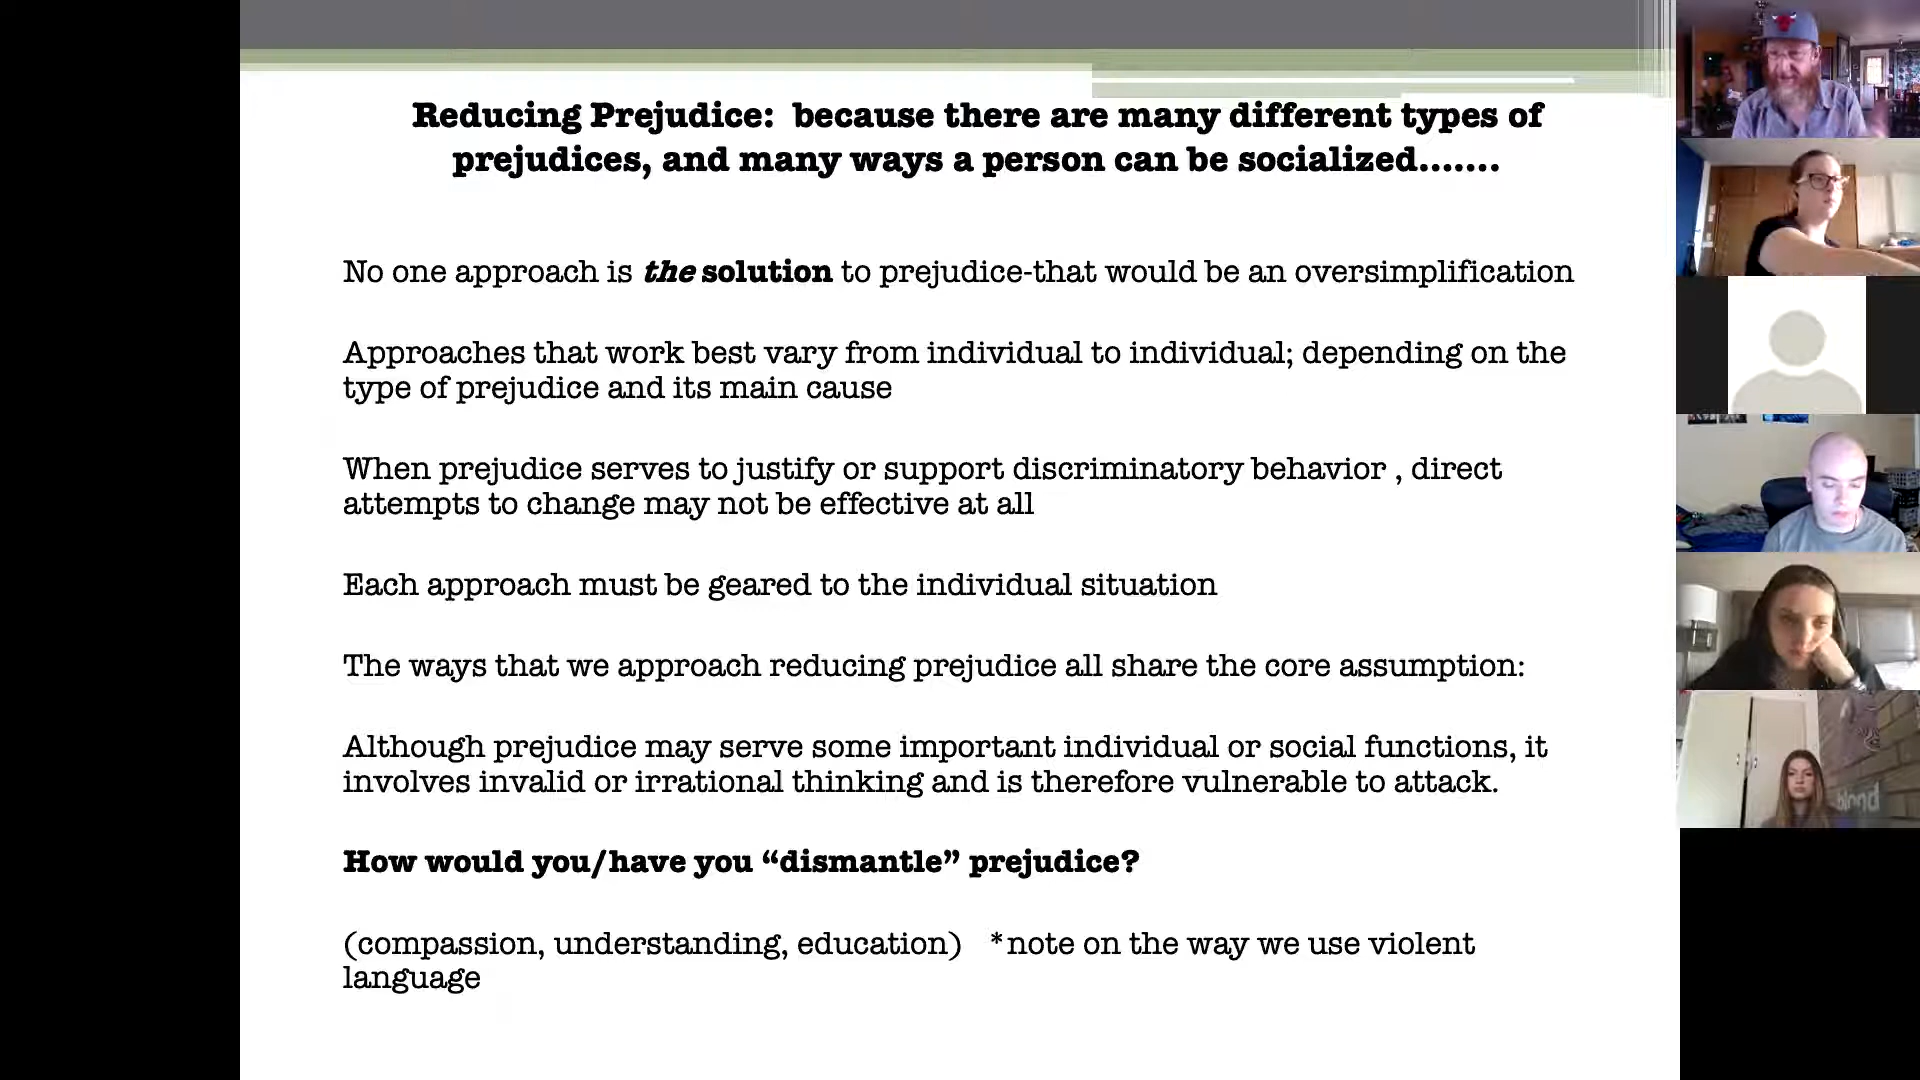 Reducing Prejudice:  because there are many different types of
prejudices, and many ways a person can be socialized.......
No one approach is the solution to prejudice-that would be an oversimplification
Approaches that work best vary from individual to individual; depending on the
type of prejudice and its main cause
When prejudice serves to justify or support discriminatory behavior , direct
attempts to change may not be effective at all
Each approach must be geared to the individual situation
The ways that we approach reducing prejudice all share the core assumption:
Although prejudice may serve some important individual or social functions, it
involves invalid or irrational thinking and is therefore vulnerable to attack.
How would you/have you “dismantle” prejudice?
(compassion, understanding, education)   *note on the way we use violent
language